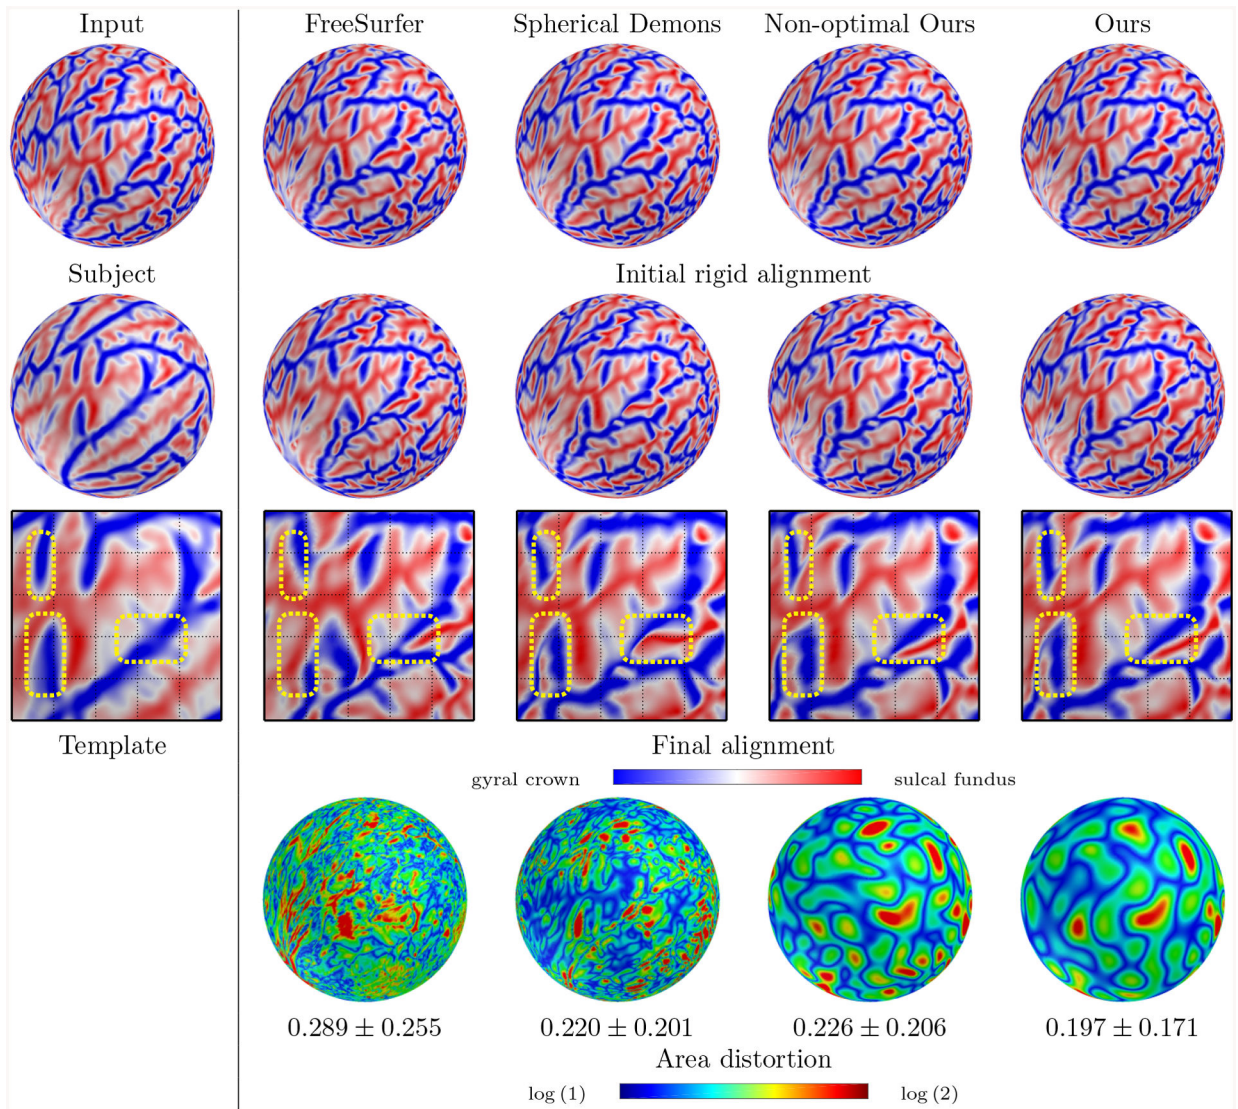 Input FreeSurfer Spherical Demons Non-optimal Ours Ours
Subject Initial rigid alignment
Template Final alignment
gyral crown sulcal fundus
0.289 ± 0.255 0.220 ± 0.201 0.226 ± 0.206 0.197 ± 0.171
Area distortion
log (1) log (2)